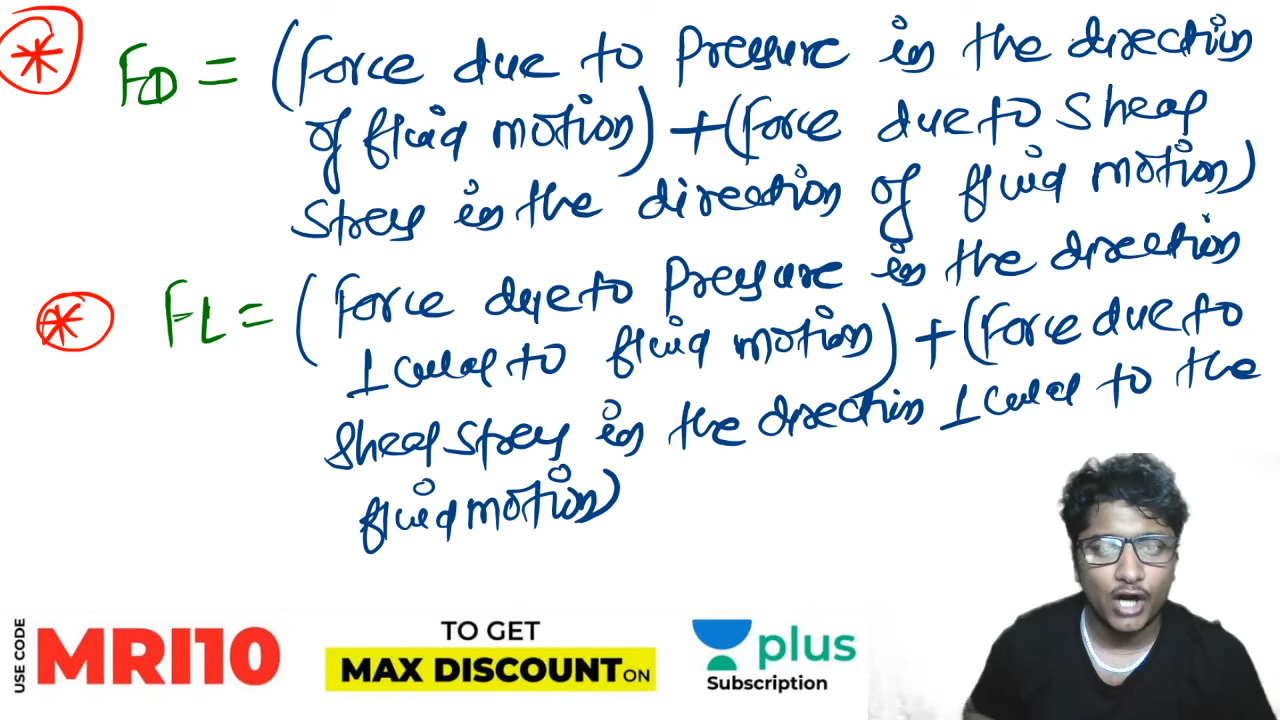 * FD = (Force due to Pressure in the direction
of fluid motion) + (Force due to Shear
Stress in the direction of fluid motion)
* FL = (Force due to Pressure in the direction
⊥cular to fluid motion) + (Force due to
Shear Stress in the direction ⊥cular to the
fluid motion)
USE CODE
MRI10
TO GET
MAX DISCOUNT ON
plus
Subscription